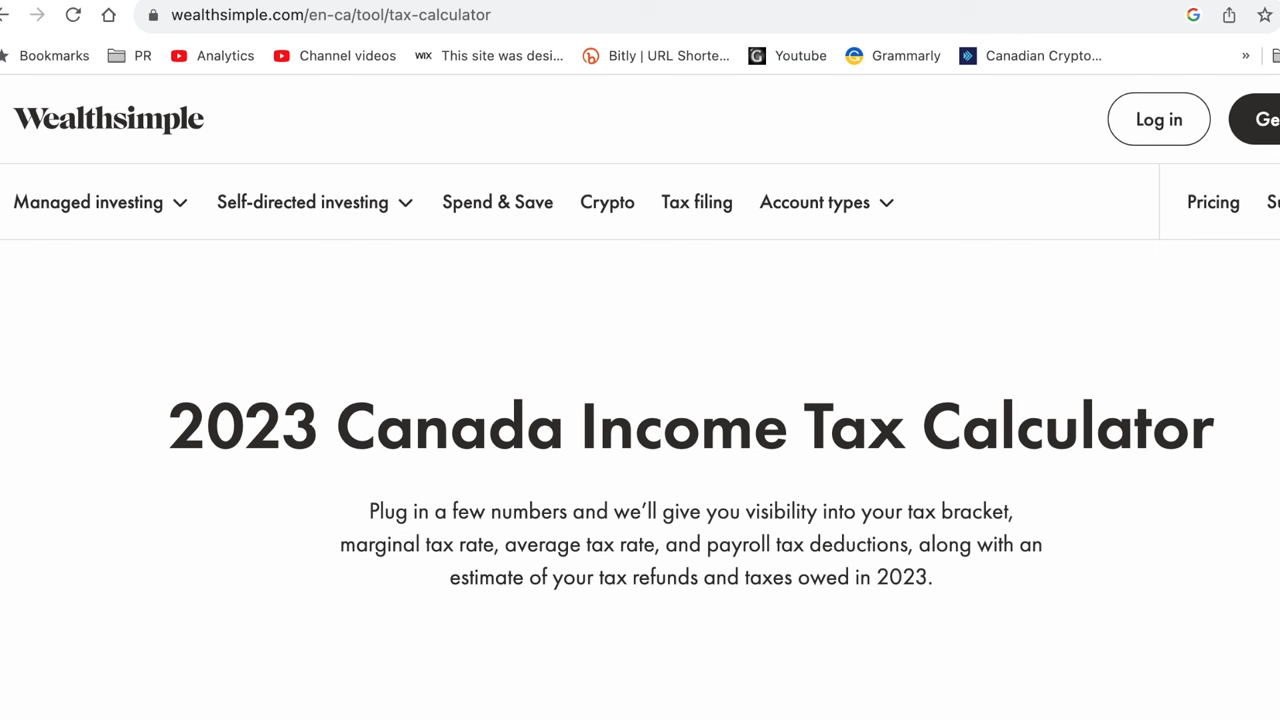 wealthsimple.com/en-ca/tool/tax-calculator
Bookmarks PR Analytics Channel videos WIX This site was desi... Bitly | URL Shorte... Youtube Grammarly Canadian Crypto... »
Wealthsimple Log in Ge
Managed investing Self-directed investing Spend & Save Crypto Tax filing Account types Pricing Su
2023 Canada Income Tax Calculator
Plug in a few numbers and we’ll give you visibility into your tax bracket,
marginal tax rate, average tax rate, and payroll tax deductions, along with an
estimate of your tax refunds and taxes owed in 2023.